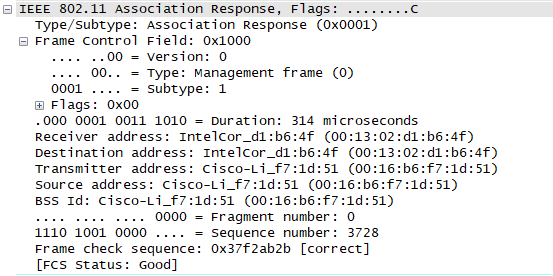 IEEE 802.11 Association Response, Flags: ........C
Type/Subtype: Association Response (0x0001)
Frame Control Field: 0x1000
.... ..00 = Version: 0
.... 00.. = Type: Management frame (0)
0001 .... = Subtype: 1
Flags: 0x00
.000 0001 0011 1010 = Duration: 314 microseconds
Receiver address: IntelCor_d1:b6:4f (00:13:02:d1:b6:4f)
Destination address: IntelCor_d1:b6:4f (00:13:02:d1:b6:4f)
Transmitter address: Cisco-Li_f7:1d:51 (00:16:b6:f7:1d:51)
Source address: Cisco-Li_f7:1d:51 (00:16:b6:f7:1d:51)
BSS Id: Cisco-Li_f7:1d:51 (00:16:b6:f7:1d:51)
.... .... .... 0000 = Fragment number: 0
1110 1001 0000 .... = Sequence number: 3728
Frame check sequence: 0x37f2ab2b [correct]
[FCS Status: Good]